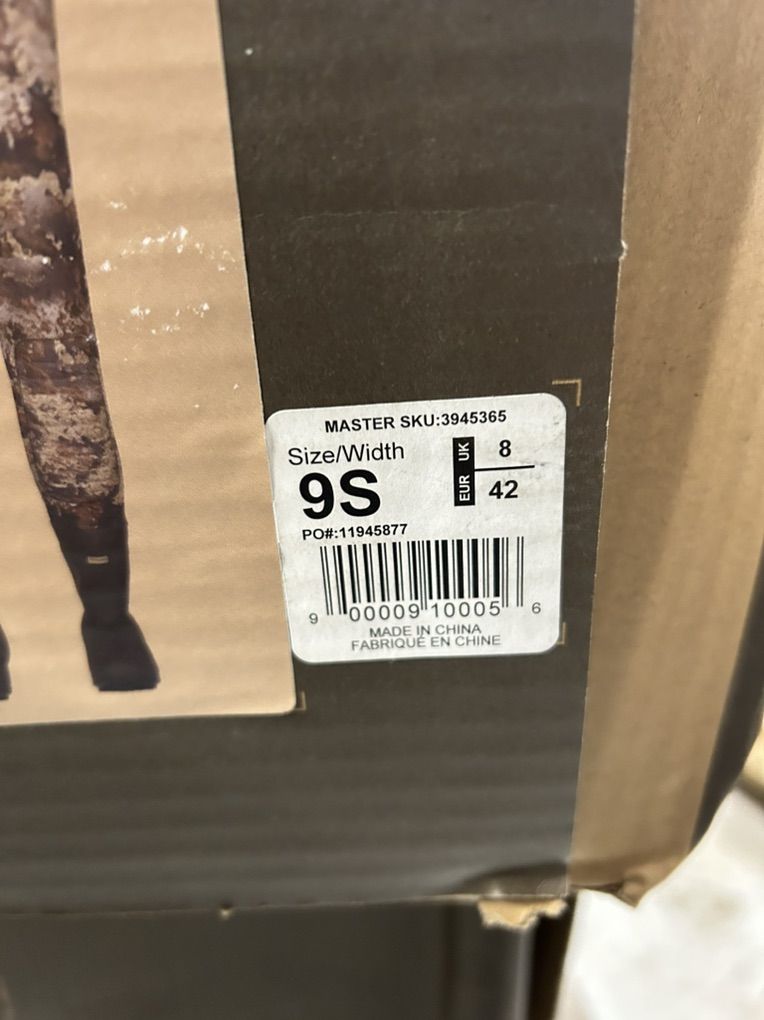 MASTER SKU:3945365
Size/Width
9S
UK 8
EUR 42
PO#:11945877
9 00009 10005 6
MADE IN CHINA
FABRIQUÉ EN CHINE